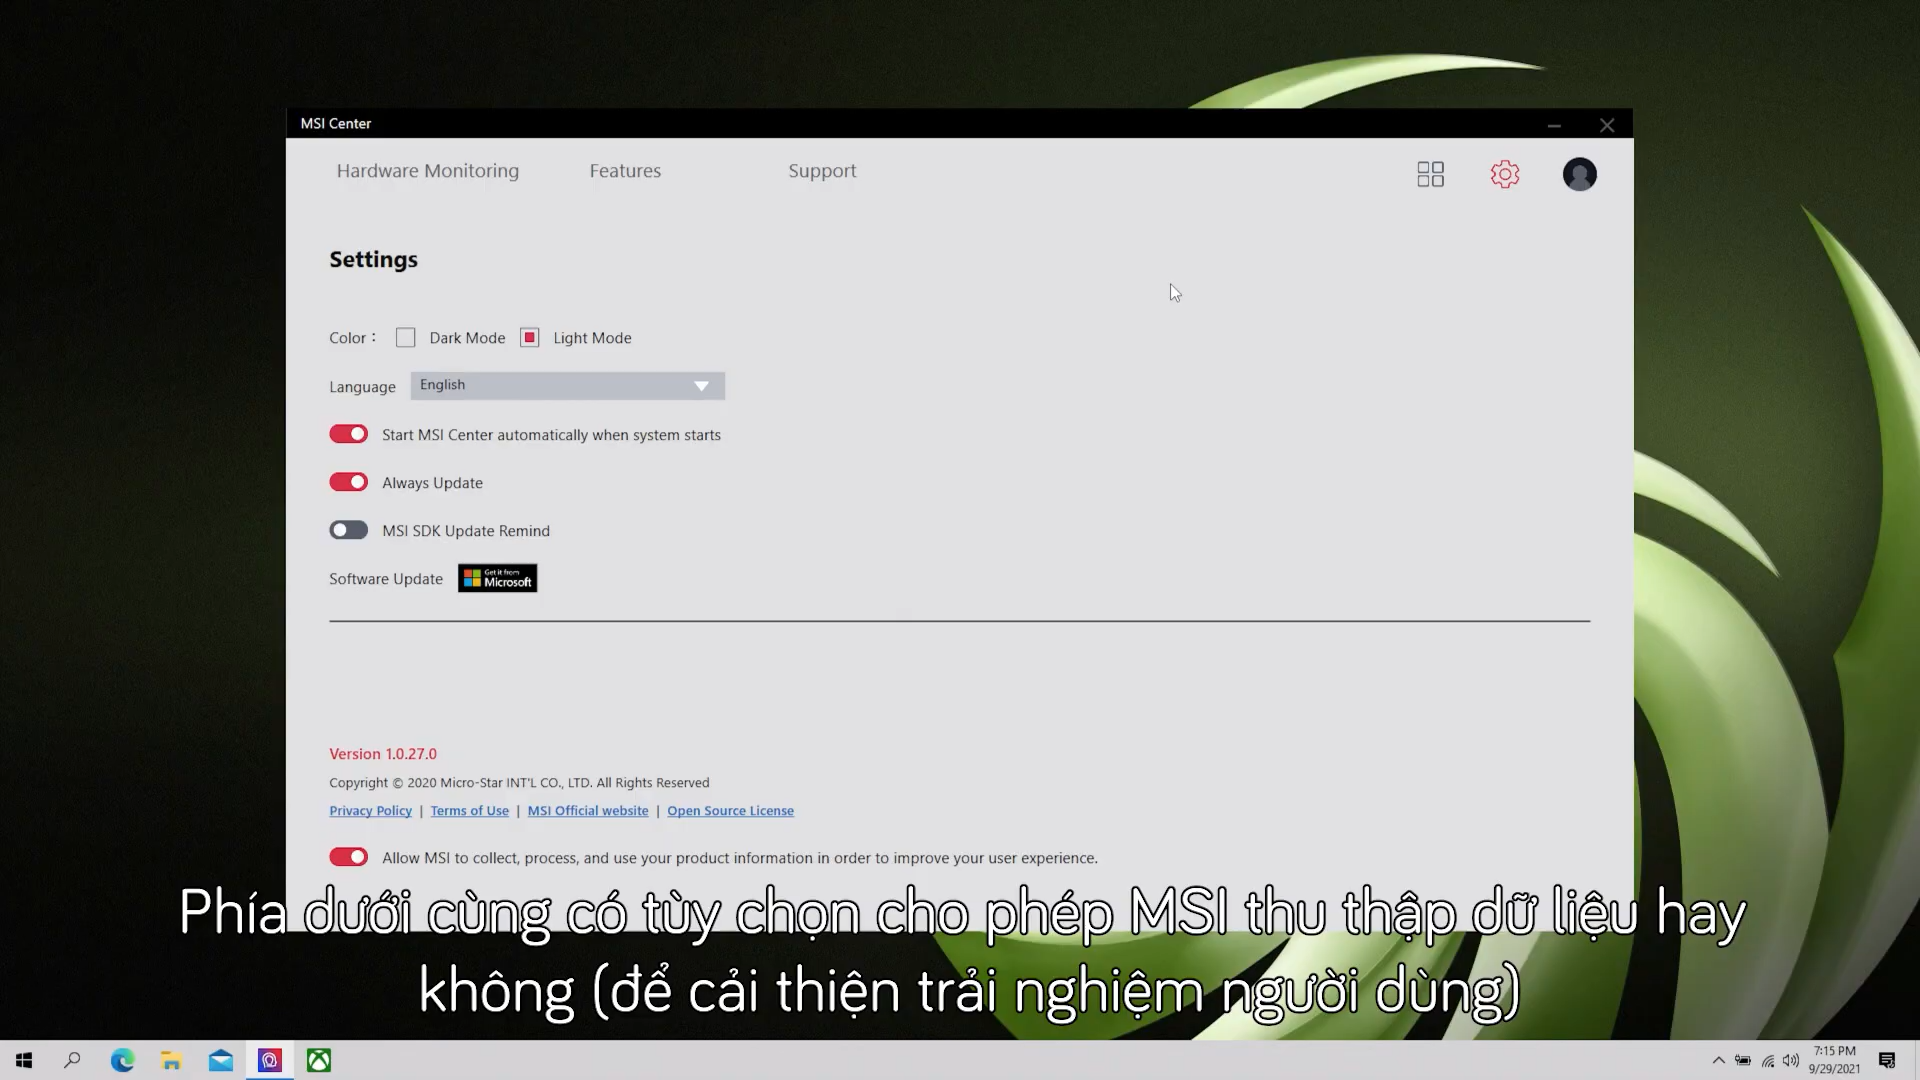 MSI Center
Hardware Monitoring
Features
Support
Settings
Color :
Dark Mode
Light Mode
Language
English
Start MSI Center automatically when system starts
Always Update
MSI SDK Update Remind
Software Update
Get it from
Microsoft
Version 1.0.27.0
Copyright © 2020 Micro-Star INT'L CO., LTD. All Rights Reserved
Privacy Policy | Terms of Use | MSI Official website | Open Source License
Allow MSI to collect, process, and use your product information in order to improve your user experience.
Phía dưới cùng có tùy chọn cho phép MSI thu thập dữ liệu hay
không (để cải thiện trải nghiệm người dùng)
7:15 PM
9/29/2021